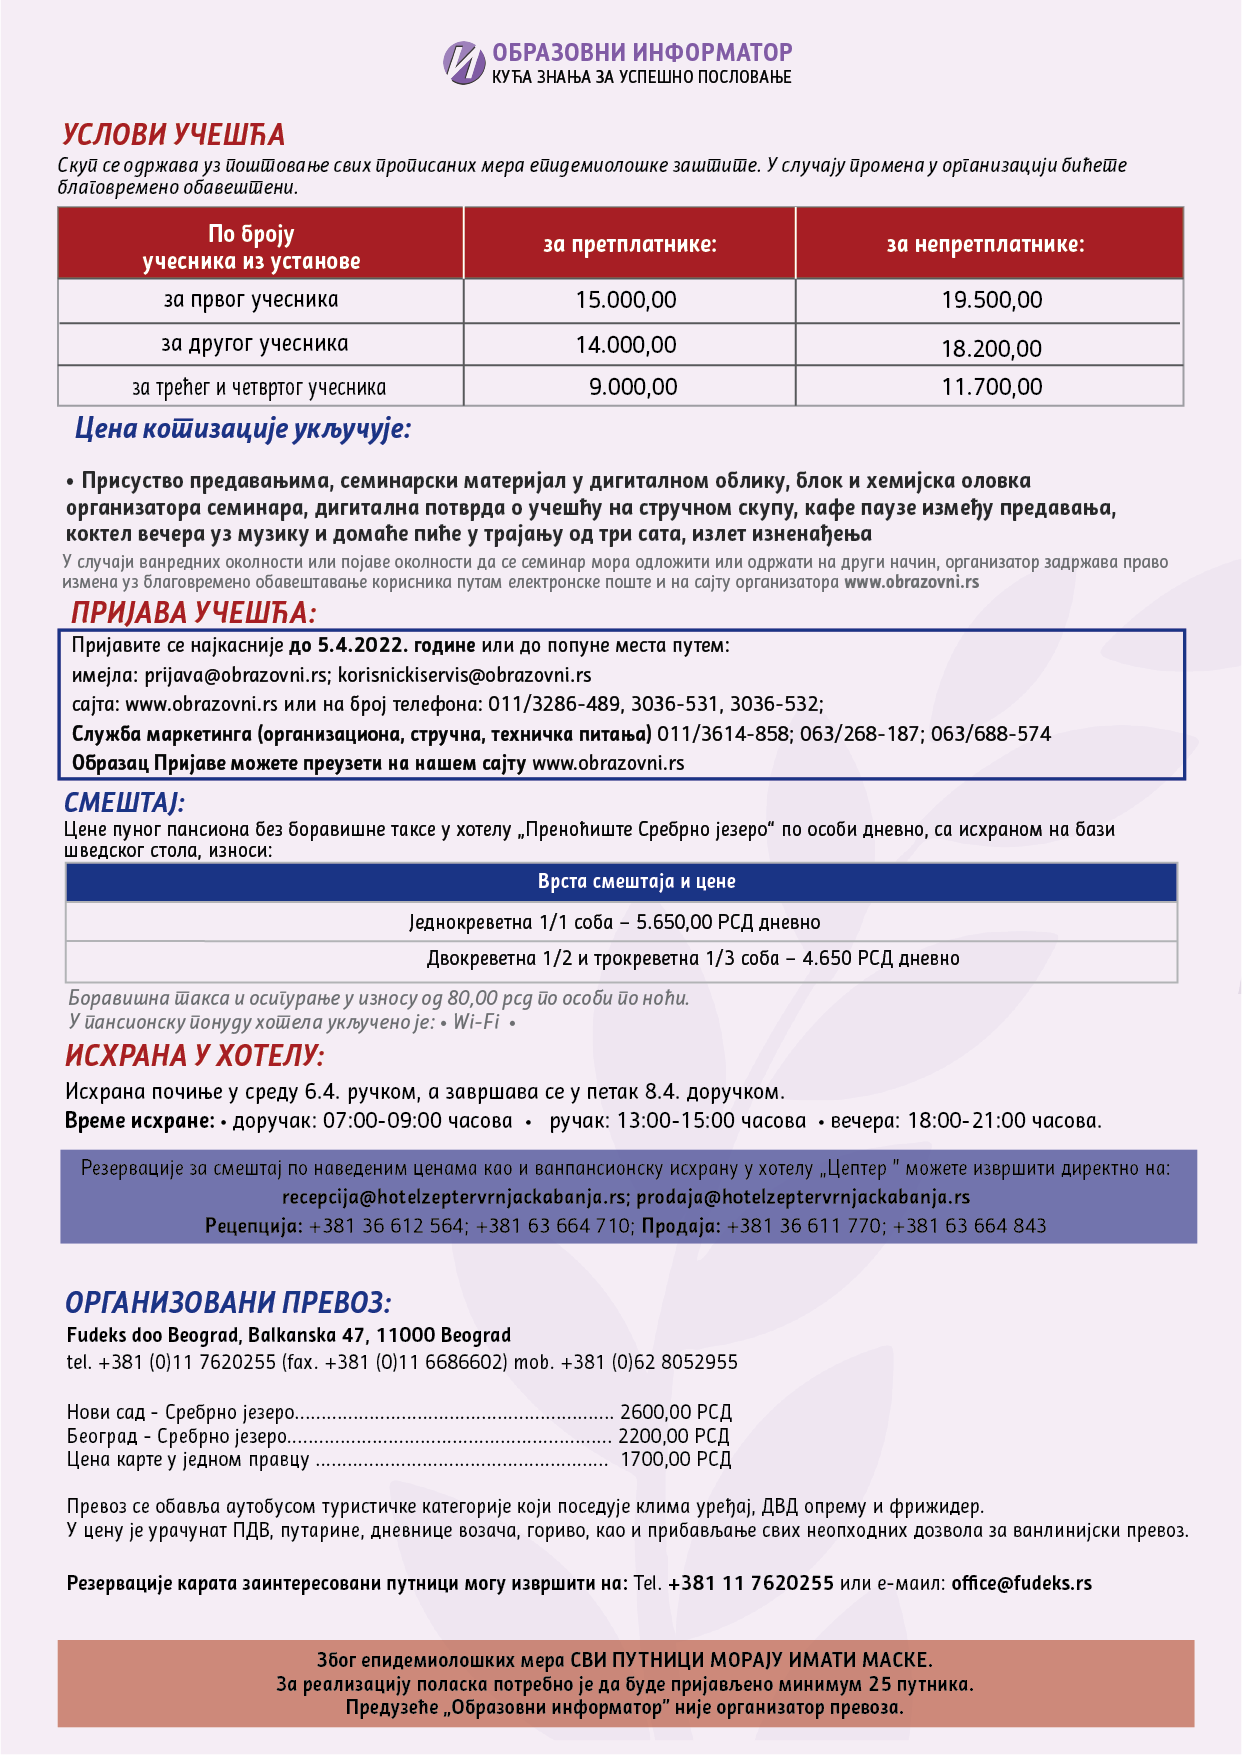 ОБРАЗОВНИ ИНФОРМАТОР
КУЋА ЗНАЊА ЗА УСПЕШНО ПОСЛОВАЊЕ
УСЛОВИ УЧЕШЋА
Скуп се одржава уз поштовање свих прописаних мера епидемиолошке заштите. У случају промена у организацији бићете
благовремено обавештени.
По броју
учесника из установе
за претплатнике:
за непретплатнике:
за првог учесника 15.000,00 19.500,00
за другог учесника 14.000,00 18.200,00
за трећег и четвртог учесника 9.000,00 11.700,00
Цена котизације укључује:
• Присуство предавањима, семинарски материјал у дигиталном облику, блок и хемијска оловка
организатора семинара, дигитална потврда о учешћу на стручном скупу, кафе паузе између предавања,
коктел вечера уз музику и домаће пиће у трајању од три сата, излет изненађења
У случају ванредних околности или појаве околности да се семинар мора одложити или одржати на други начин, организатор задржава право
измена уз благовремено обавештавање корисника путам електронске поште и на сајту организатора www.obrazovni.rs
ПРИЈАВА УЧЕШЋА:
Пријавите се најкасније до 5.4.2022. године или до попуне места путем:
имејла: prijava@obrazovni.rs; korisnickiservis@obrazovni.rs
сајта: www.obrazovni.rs или на број телефона: 011/3286-489, 3036-531, 3036-532;
Служба маркетинга (организациона, стручна, техничка питања) 011/3614-858; 063/268-187; 063/688-574
Образац Пријаве можете преузети на нашем сајту www.obrazovni.rs
СМЕШТАЈ:
Цене пуног пансиона без боравишне таксе у хотелу „Преноћиште Сребрно језеро“ по особи дневно, са исхраном на бази
шведског стола, износи:
Врста смештаја и цене
Једнокреветна 1/1 соба – 5.650,00 РСД дневно
Двокреветна 1/2 и трокреветна 1/3 соба – 4.650 РСД дневно
Боравишна такса и осигурање у износу од 80,00 рсд по особи по ноћи.
У пансионску понуду хотела укључено је: • Wi-Fi •
ИСХРАНА У ХОТЕЛУ:
Исхрана почиње у среду 6.4. ручком, а завршава се у петак 8.4. доручком.
Време исхране: • доручак: 07:00-09:00 часова • ручак: 13:00-15:00 часова • вечера: 18:00-21:00 часова.
Резервације за смештај по наведеним ценама као и ванпансионску исхрану у хотелу „Цептер ” можете извршити директно на:
recepcija@hotelzeptervrnjackabanja.rs; prodaja@hotelzeptervrnjackabanja.rs
Рецепција: +381 36 612 564; +381 63 664 710; Продаја: +381 36 611 770; +381 63 664 843
ОРГАНИЗОВАНИ ПРЕВОЗ:
Fudeks doo Beograd, Balkanska 47, 11000 Beograd
tel. +381 (0)11 7620255 (fax. +381 (0)11 6686602) mob. +381 (0)62 8052955
Нови сад - Сребрно језеро............................................................ 2600,00 РСД
Београд - Сребрно језеро............................................................. 2200,00 РСД
Цена карте у једном правцу ....................................................... 1700,00 РСД
Превоз се обавља аутобусом туристичке категорије који поседује клима уређај, ДВД опрему и фрижидер.
У цену је урачунат ПДВ, путарине, дневнице возача, гориво, као и прибављање свих неопходних дозвола за ванлинијски превоз.
Резервације карата заинтересовани путници могу извршити на: Tel. +381 11 7620255 или е-маил: office@fudeks.rs
Због епидемиолошких мера СВИ ПУТНИЦИ МОРАЈУ ИМАТИ МАСКЕ.
За реализацију поласка потребно је да буде пријављено минимум 25 путника.
Предузеће „Образовни информатор” није организатор превоза.